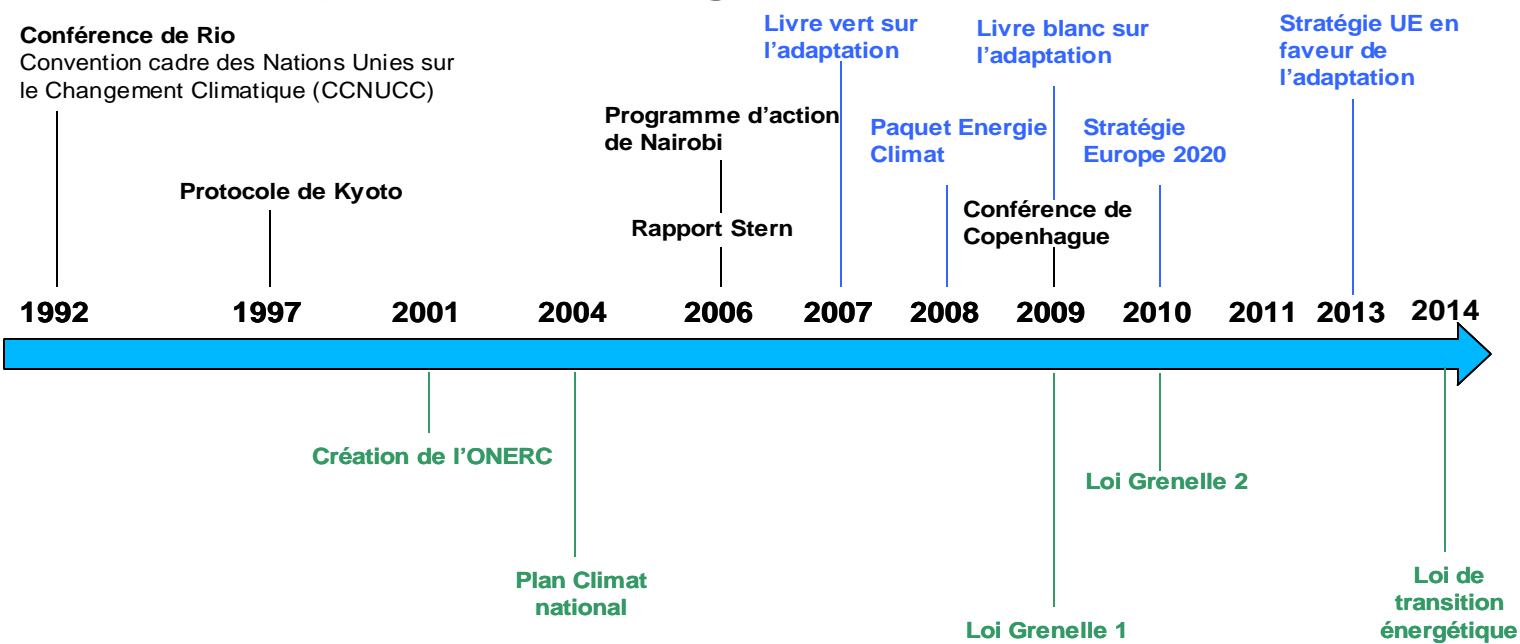 Conférence de Rio
Convention cadre des Nations Unies sur
le Changement Climatique (CCNUCC)
Protocole de Kyoto
Programme d’action
de Nairobi
Rapport Stern
Livre vert sur
l’adaptation
Paquet Energie
Climat
Livre blanc sur
l’adaptation
Conférence de
Copenhague
Stratégie
Europe 2020
Stratégie UE en
faveur de
l’adaptation
1992 1997 2001 2004 2006 2007 2008 2009 2010 2011 2013 2014
Création de l’ONERC
Plan Climat
national
Loi Grenelle 1
Loi Grenelle 2
Loi de
transition
énergétique